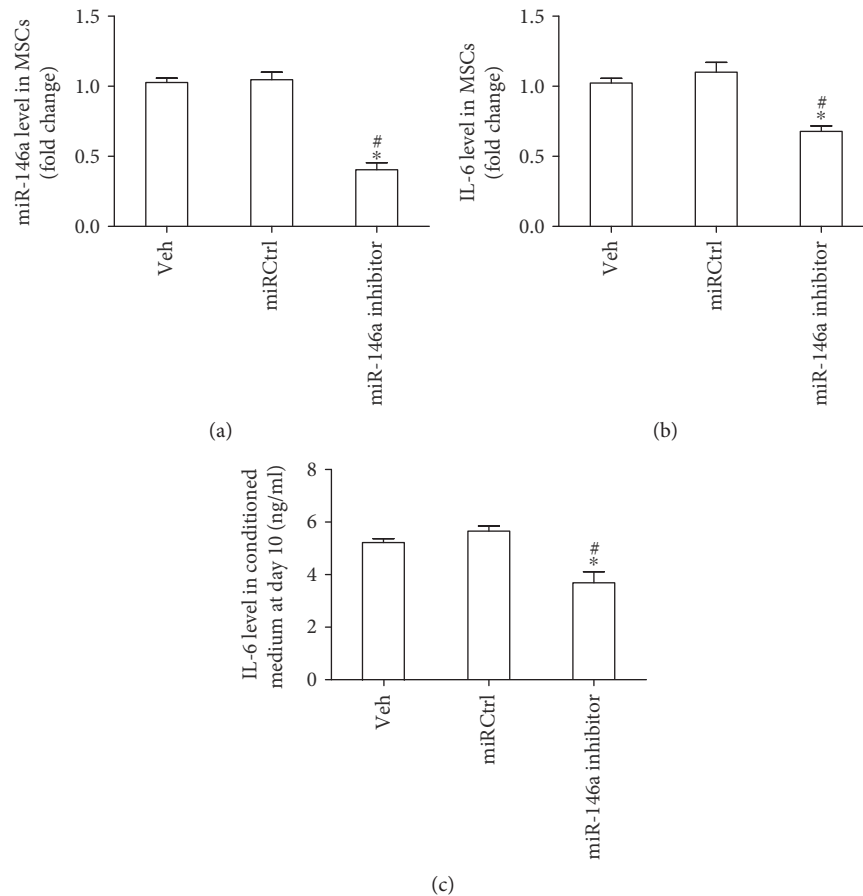 miR-146a level in MSCs
(fold change)
1.5
1.0
0.5
0.0
#
*
Veh
miRCtrl
miR-146a inhibitor
(a)
IL-6 level in MSCs
(fold change)
1.5
1.0
0.5
0.0
#
*
Veh
miRCtrl
miR-146a inhibitor
(b)
IL-6 level in conditioned
medium at day 10 (ng/ml)
8
6
4
2
0
#
*
Veh
miRCtrl
miR-146a inhibitor
(c)